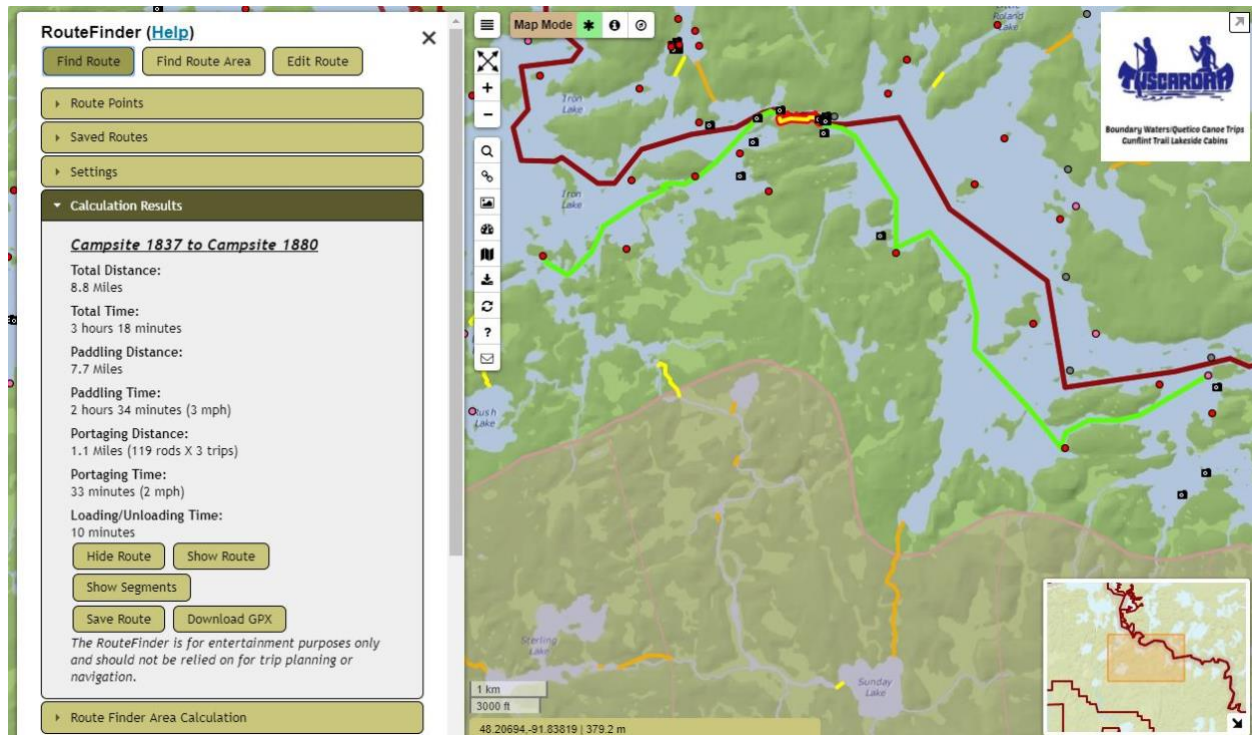 RouteFinder (Help)
Find Route
Find Route Area
Edit Route
Route Points
Saved Routes
Settings
Calculation Results
Campsite 1837 to Campsite 1880
Total Distance:
8.8 Miles
Total Time:
3 hours 18 minutes
Paddling Distance:
7.7 Miles
Paddling Time:
2 hours 34 minutes (3 mph)
Portaging Distance:
1.1 Miles (119 rods X 3 trips)
Portaging Time:
33 minutes (2 mph)
Loading/Unloading Time:
10 minutes
Hide Route
Show Route
Show Segments
Save Route
Download GPX
The RouteFinder is for entertainment purposes only
and should not be relied on for trip planning or
navigation.
Route Finder Area Calculation
Map Mode
Roland
Lake
Iron
Lake
Iron
Lake
Rush
Lake
Sterling
Lake
Sunday
Lake
1 km
3000 ft
48.20694,-91.83819 | 379.2 m
TUSCARORA
Boundary Waters/Quetico Canoe Trips
Gunflint Trail Lakeside Cabins